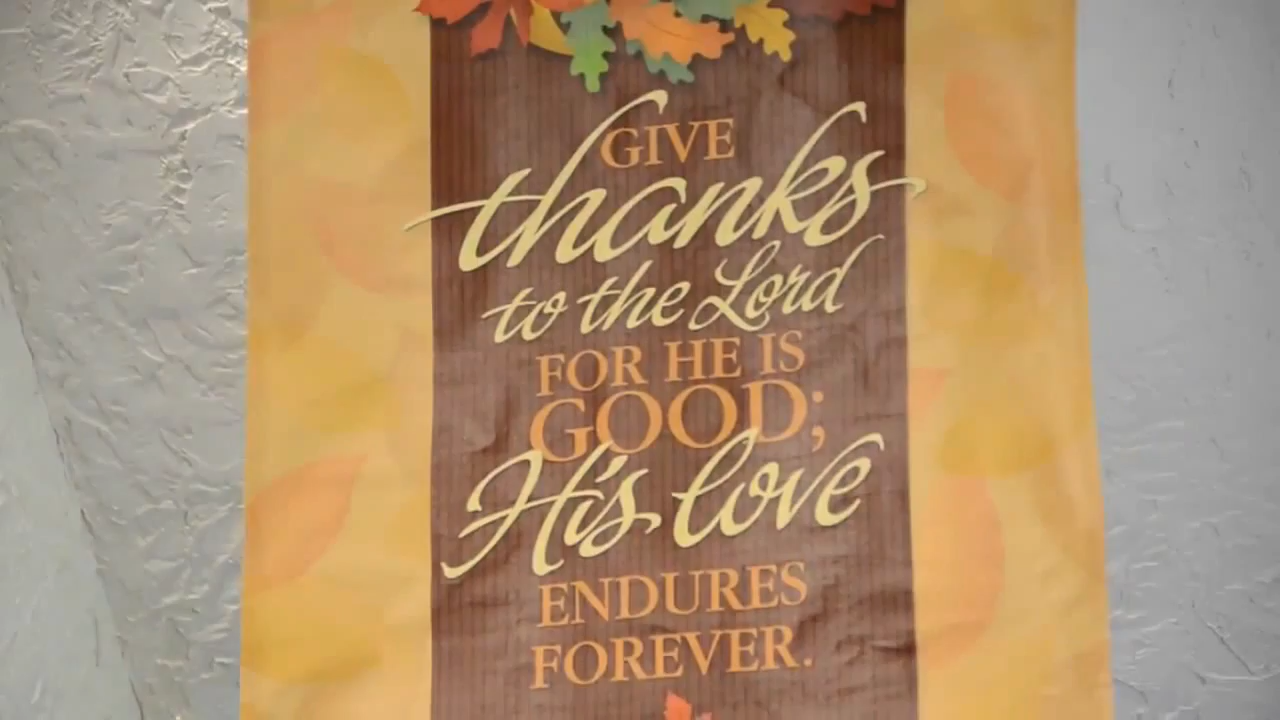 GIVE
thanks
to the Lord
FOR HE IS
GOOD;
His love
ENDURES
FOREVER.